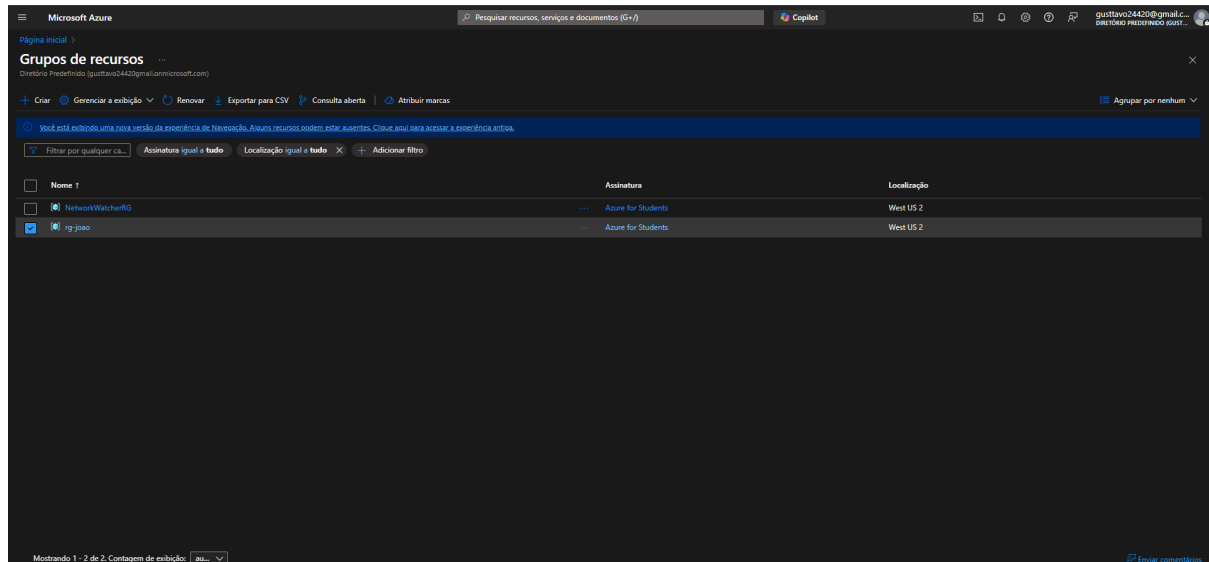 Microsoft Azure
Pesquisar recursos, serviços e documentos (G+/)
Copilot
gusttavo24420@gmail.c...
DIRETÓRIO PREDEFINIDO (GUST...
Página inicial >
Grupos de recursos ...
Diretório Predefinido (gusttavo24420gmail.onmicrosoft.com)
Criar Gerenciar a exibição Renovar Exportar para CSV Consulta aberta Atribuir marcas Agrupar por nenhum
Você está exibindo uma nova versão da experiência de Navegação. Alguns recursos podem estar ausentes. Clique aqui para acessar a experiência antiga.
Filtrar por qualquer ca... Assinatura igual a tudo Localização igual a tudo Adicionar filtro
Nome ↑ Assinatura Localização
NetworkWatcherRG ... Azure for Students West US 2
rg-joao ... Azure for Students West US 2
Mostrando 1 - 2 de 2. Contagem de exibição: au... Enviar comentários